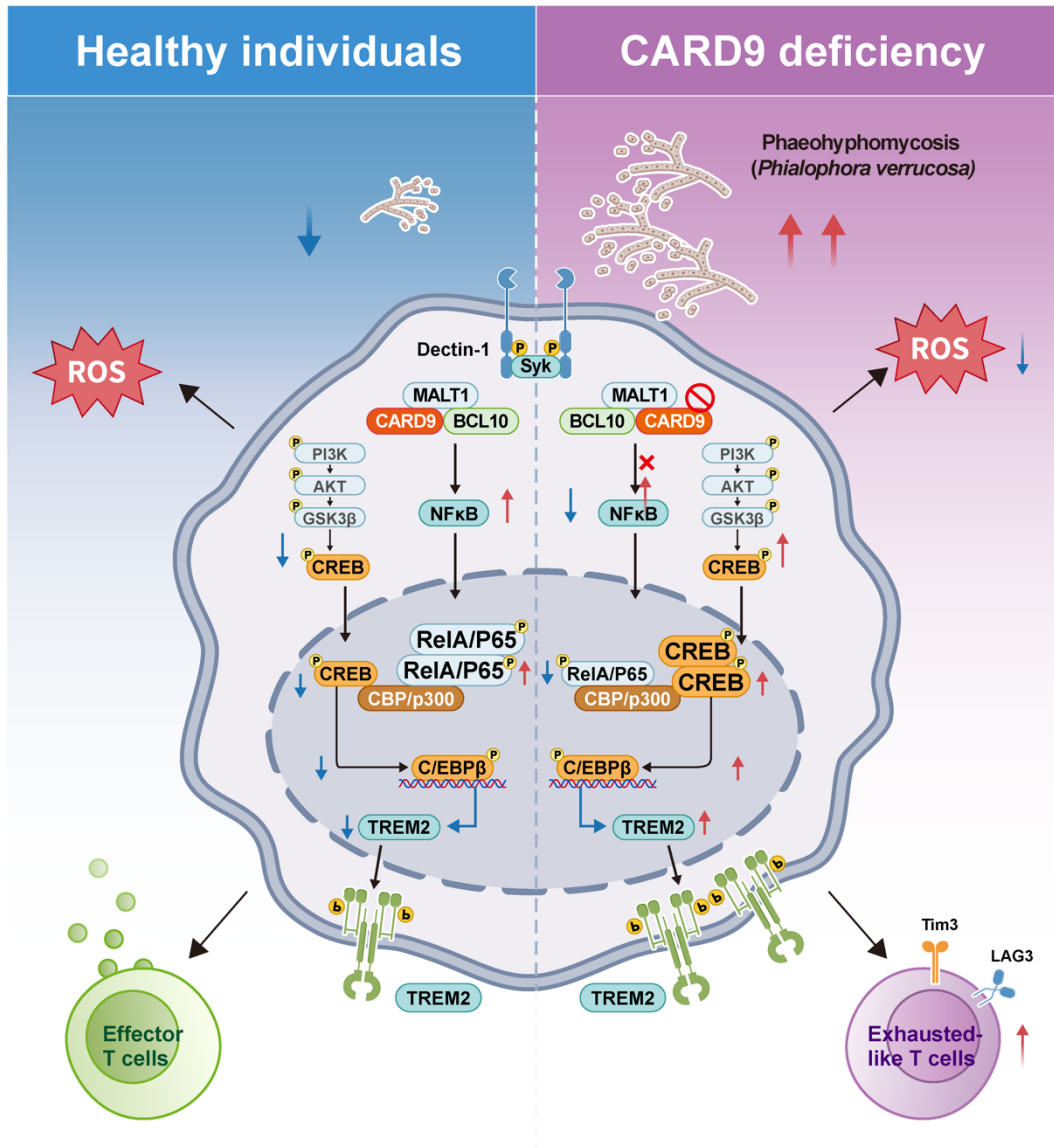 Healthy individuals
CARD9 deficiency
Phaeohyphomycosis
(Phialophora verrucosa)
ROS
ROS
Dectin-1
P
P
Syk
MALT1
CARD9
BCL10
MALT1
BCL10
CARD9
P
PI3K
P
AKT
P
GSK3β
P
CREB
NFκB
NFκB
PI3K
P
AKT
P
GSK3β
P
CREB
P
RelA/P65
P
RelA/P65
P
P
CREB
CBP/p300
CREB
P
CREB
P
P
RelA/P65
CBP/p300
C/EBPβ
P
P
C/EBPβ
TREM2
TREM2
P
P
P
P
P
P
TREM2
TREM2
Tim3
LAG3
Effector
T cells
Exhausted-
like T cells